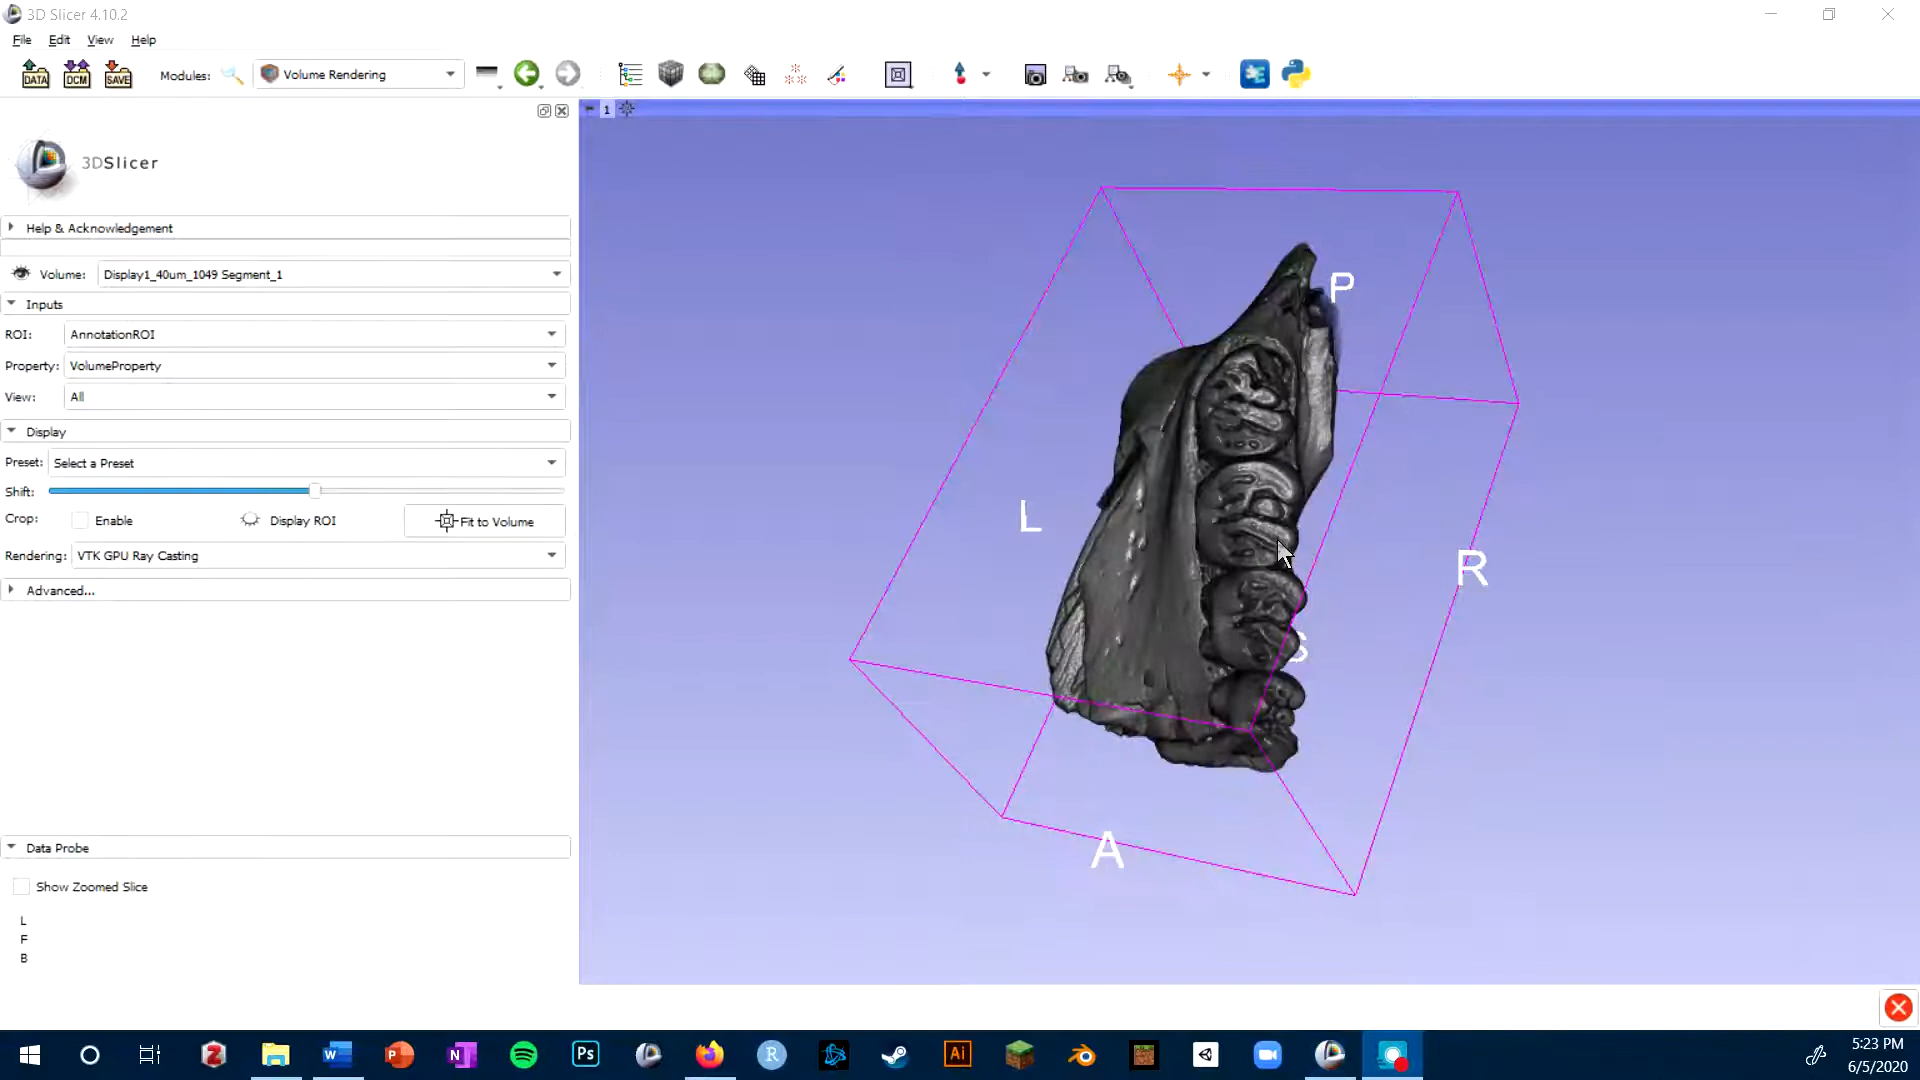 3D Slicer 4.10.2
File Edit View Help
DATA DCM SAVE Modules: Volume Rendering
1
3DSlicer
Help & Acknowledgement
Volume: Display1_40um_1049 Segment_1
Inputs
ROI: AnnotationROI
Property: VolumeProperty
View: All
Display
Preset: Select a Preset
Shift:
Crop: Enable Display ROI Fit to Volume
Rendering: VTK GPU Ray Casting
Advanced...
P
L
R
S
A
Data Probe
Show Zoomed Slice
L
F
B
Z W P N Ps R Ai
5:23 PM
6/5/2020